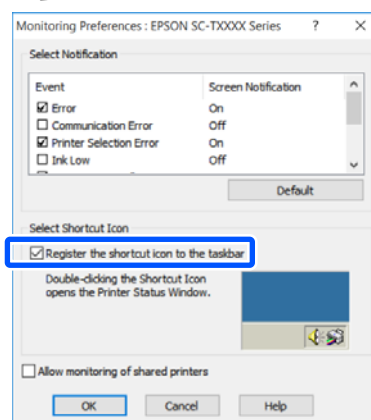 Monitoring Preferences : EPSON SC-TXXXX Series ? ×
Select Notification
Event Screen Notification
Error On
Communication Error Off
Printer Selection Error On
Ink Low Off
Default
Select Shortcut Icon
Register the shortcut icon to the taskbar
Double-clicking the Shortcut Icon
opens the Printer Status Window.
Allow monitoring of shared printers
OK Cancel Help